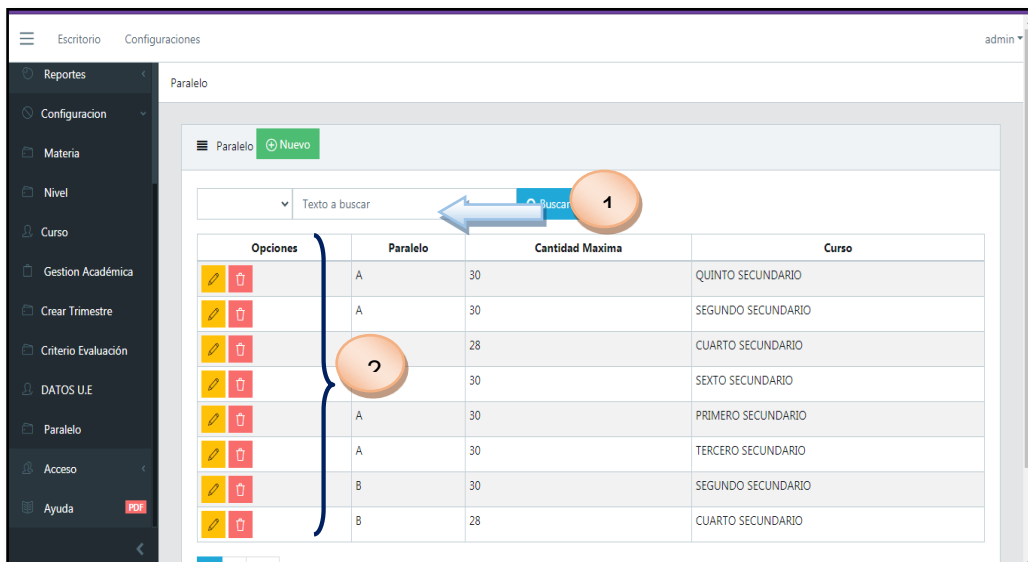 Escritorio Configuraciones admin
Reportes
Configuracion
Materia
Nivel
Curso
Gestion Académica
Crear Trimestre
Criterio Evaluación
DATOS U.E
Paralelo
Acceso
Ayuda PDF
Paralelo
Paralelo Nuevo
Texto a buscar Buscar 1
Opciones Paralelo Cantidad Maxima Curso
A 30 QUINTO SECUNDARIO
A 30 SEGUNDO SECUNDARIO
28 CUARTO SECUNDARIO
30 SEXTO SECUNDARIO
A 30 PRIMERO SECUNDARIO
A 30 TERCERO SECUNDARIO
B 30 SEGUNDO SECUNDARIO
B 28 CUARTO SECUNDARIO